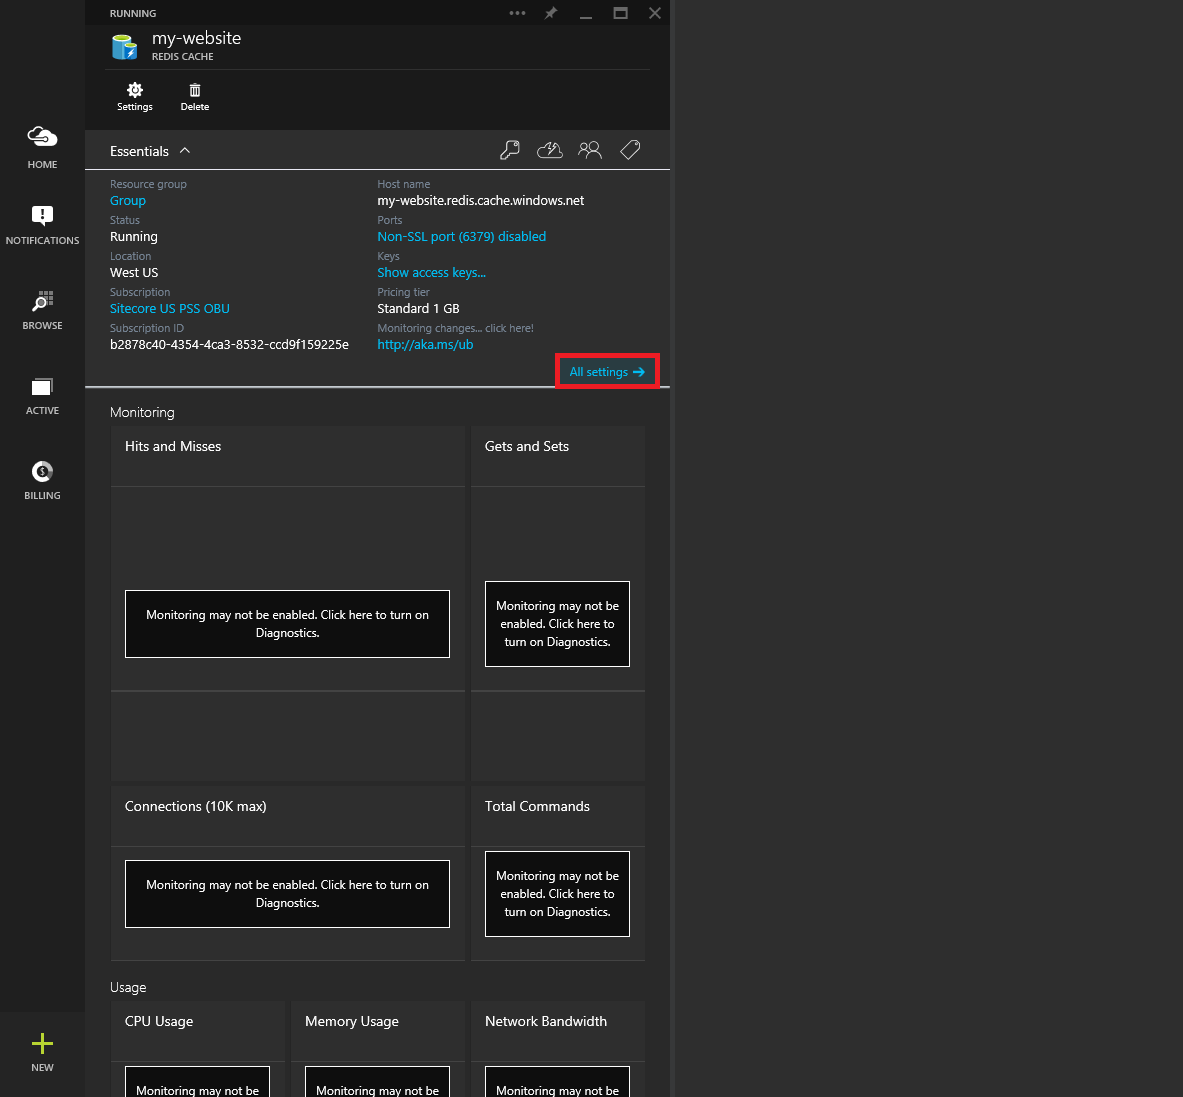 RUNNING
my-website
REDIS CACHE
Settings
Delete
HOME
NOTIFICATIONS
BROWSE
ACTIVE
BILLING
NEW
Essentials
Resource group
Group
Status
Running
Location
West US
Subscription
Sitecore US PSS OBU
Subscription ID
b2878c40-4354-4ca3-8532-ccd9f159225e
Host name
my-website.redis.cache.windows.net
Ports
Non-SSL port (6379) disabled
Keys
Show access keys...
Pricing tier
Standard 1 GB
Monitoring changes... click here!
http://aka.ms/ub
All settings →
Monitoring
Hits and Misses
Monitoring may not be enabled. Click here to turn on
Diagnostics.
Gets and Sets
Monitoring may not be
enabled. Click here to
turn on Diagnostics.
Connections (10K max)
Monitoring may not be enabled. Click here to turn on
Diagnostics.
Total Commands
Monitoring may not be
enabled. Click here to
turn on Diagnostics.
Usage
CPU Usage
Monitoring may not be
Memory Usage
Monitoring may not be
Network Bandwidth
Monitoring may not be